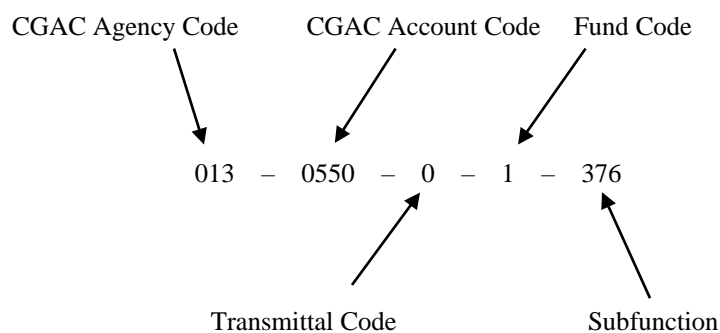 CGAC Agency Code CGAC Account Code Fund Code
013 – 0550 – 0 – 1 – 376
Transmittal Code Subfunction